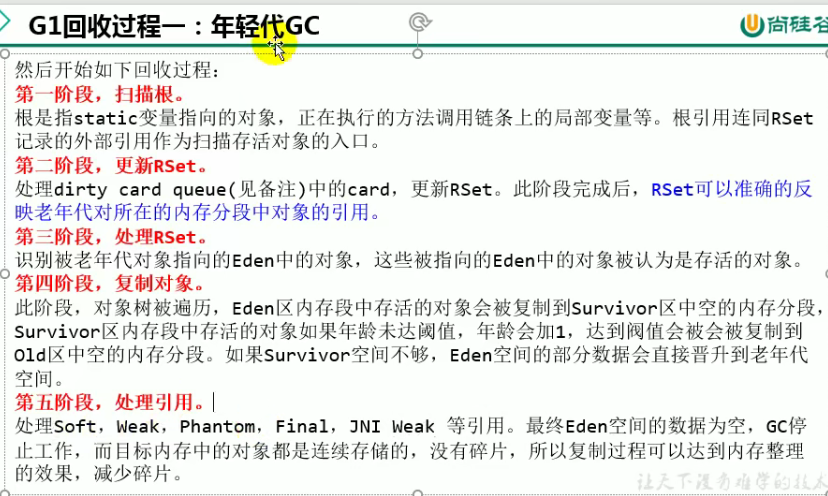 G1回收过程一：年轻代GC
尚硅谷
然后开始如下回收过程：
第一阶段，扫描根。
根是指static变量指向的对象，正在执行的方法调用链条上的局部变量等。根引用连同RSet
记录的外部引用作为扫描存活对象的入口。
第二阶段，更新RSet。
处理dirty card queue(见备注)中的card，更新RSet。此阶段完成后，RSet可以准确的反
映老年代对所在的内存分段中对象的引用。
第三阶段，处理RSet。
识别被老年代对象指向的Eden中的对象，这些被指向的Eden中的对象被认为是存活的对象。
第四阶段，复制对象。
此阶段，对象树被遍历，Eden区内存段中存活的对象会被复制到Survivor区中空的内存分段，
Survivor区内存段中存活的对象如果年龄未达阈值，年龄会加1，达到阀值会被会被复制到
Old区中空的内存分段。如果Survivor空间不够，Eden空间的部分数据会直接晋升到老年代
空间。
第五阶段，处理引用。
处理Soft，Weak，Phantom，Final，JNI Weak 等引用。最终Eden空间的数据为空，GC停
止工作，而目标内存中的对象都是连续存储的，没有碎片，所以复制过程可以达到内存整理
的效果，减少碎片。
让天下没有难学的技术